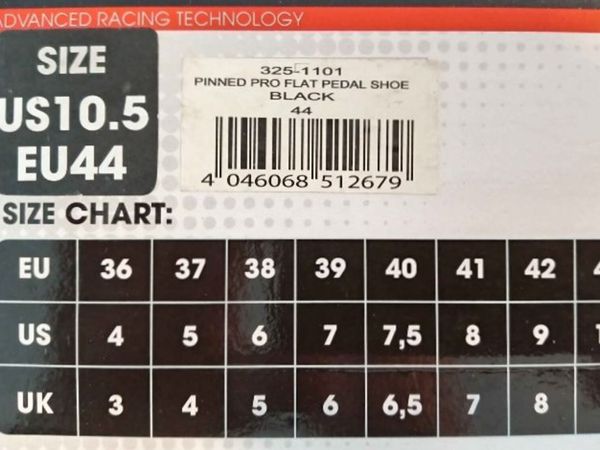 ADVANCED RACING TECHNOLOGY
SIZE
US10.5
EU44
325-1101
PINNED PRO FLAT PEDAL SHOE
BLACK
44
4 046068 512679
SIZE CHART:
EU 36 37 38 39 40 41 42
US 4 5 6 7 7,5 8 9
UK 3 4 5 6 6,5 7 8